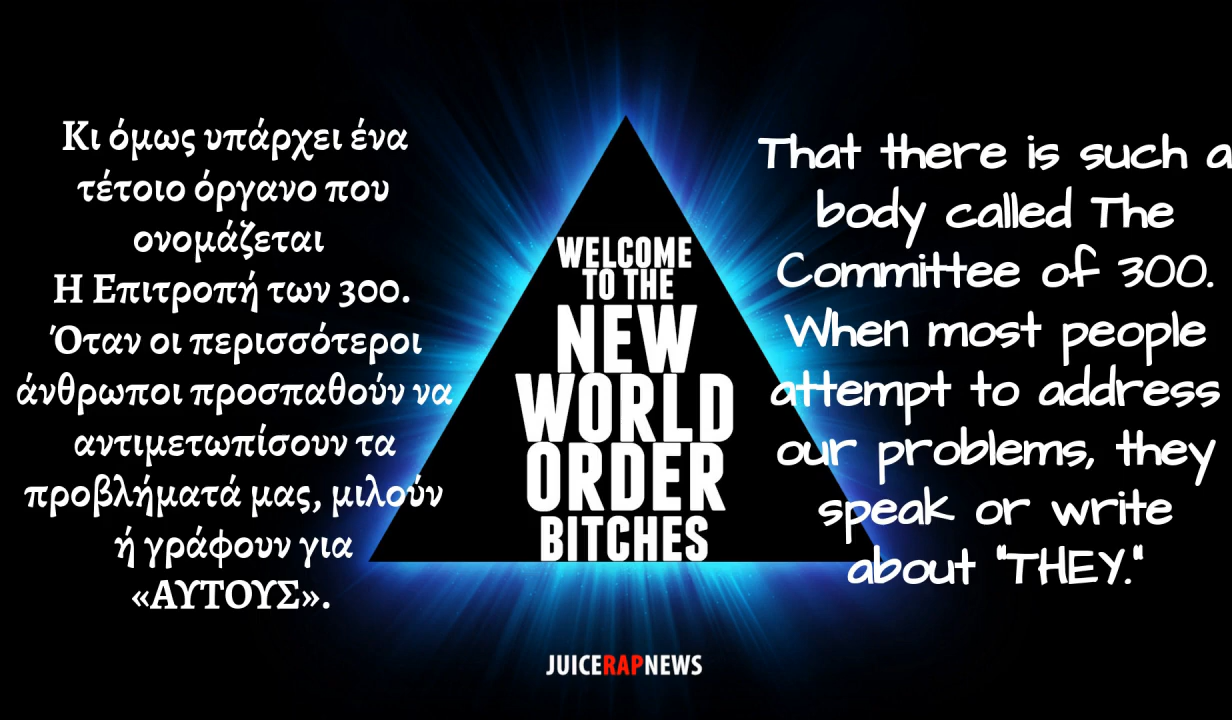 Κι όμως υπάρχει ένα
τέτοιο όργανο που
ονομάζεται
Η Επιτροπή των 300.
Όταν οι περισσότεροι
άνθρωποι προσπαθούν να
αντιμετωπίσουν τα
προβλήματά μας, μιλούν
ή γράφουν για
«ΑΥΤΟΥΣ».
WELCOME
TO THE
NEW
WORLD
ORDER
BITCHES
That there is such a
body called The
Committee of 300.
When most people
attempt to address
our problems, they
speak or write
about "THEY."
JUICERAPNEWS